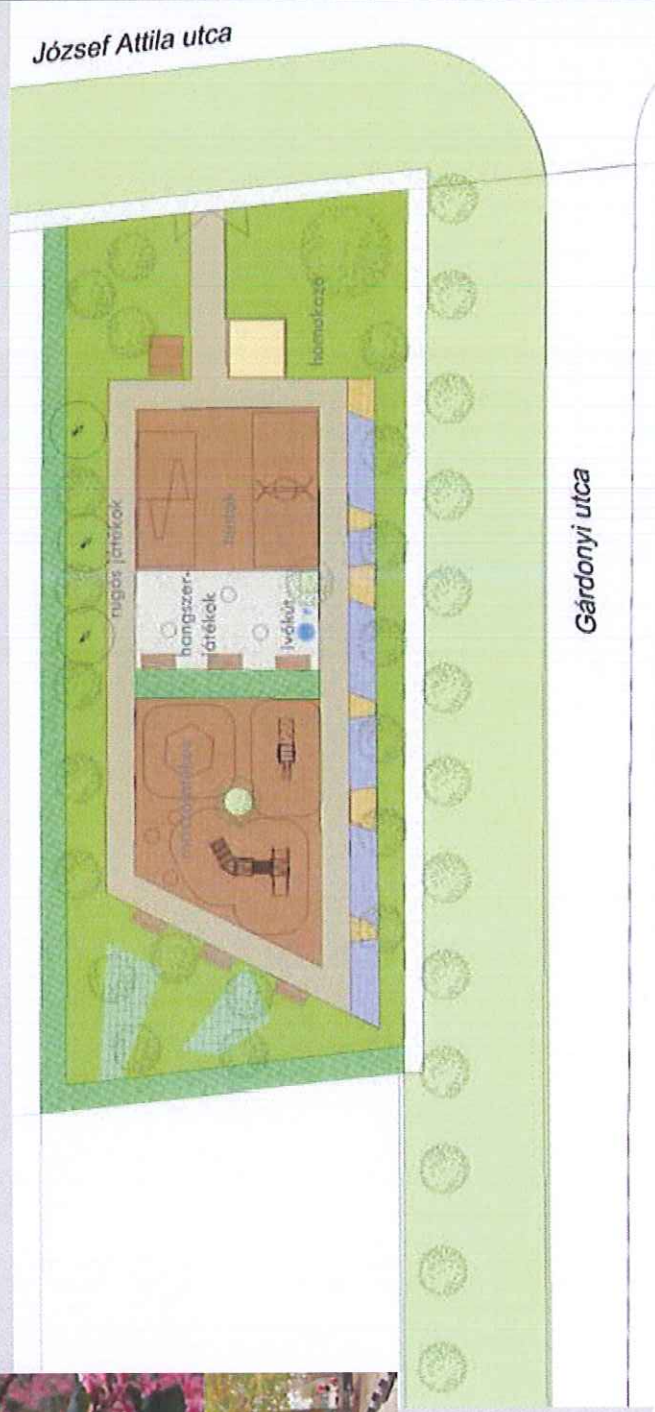 József Attila utca
Gárdonyi utca
homokozó
rugós játékok
hangszer-
játékok
ivókút